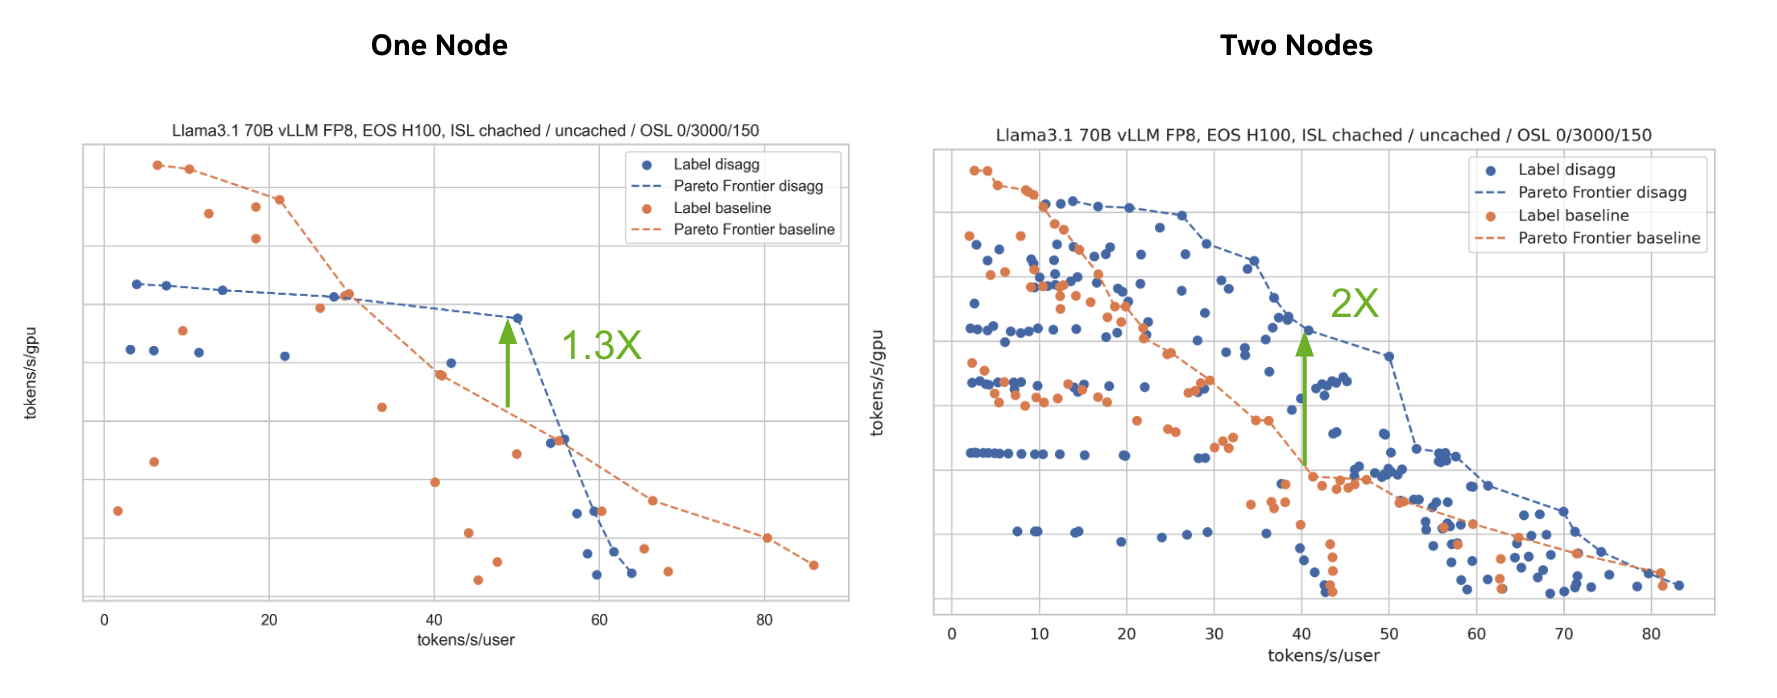 One Node
Llama3.1 70B vLLM FP8, EOS H100, ISL chached / uncached / OSL 0/3000/150
Label disagg
Pareto Frontier disagg
Label baseline
Pareto Frontier baseline
1.3X
tokens/s/gpu
0 20 40 60 80
tokens/s/user
Two Nodes
Llama3.1 70B vLLM FP8, EOS H100, ISL chached / uncached / OSL 0/3000/150
Label disagg
Pareto Frontier disagg
Label baseline
Pareto Frontier baseline
2X
tokens/s/gpu
0 10 20 30 40 50 60 70 80
tokens/s/user